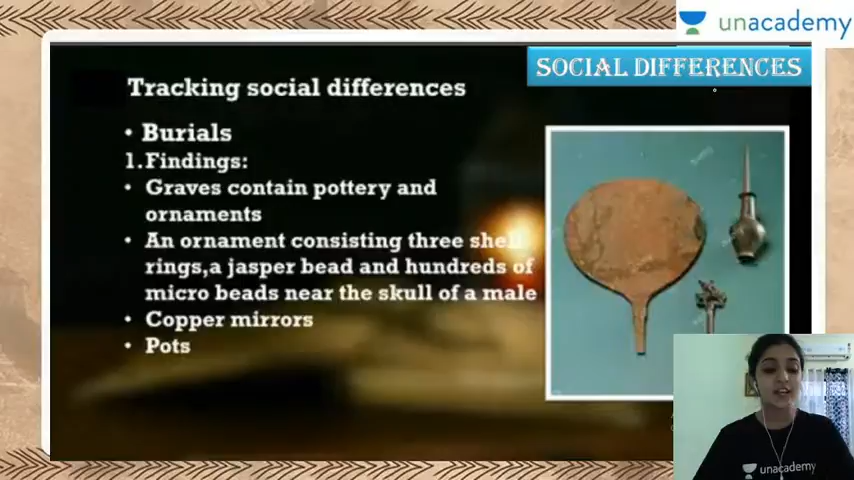 unacademy
SOCIAL DIFFERENCES
Tracking social differences
• Burials
1. Findings:
• Graves contain pottery and
ornaments
• An ornament consisting three shell
rings,a jasper bead and hundreds of
micro beads near the skull of a male
• Copper mirrors
• Pots
unacademy